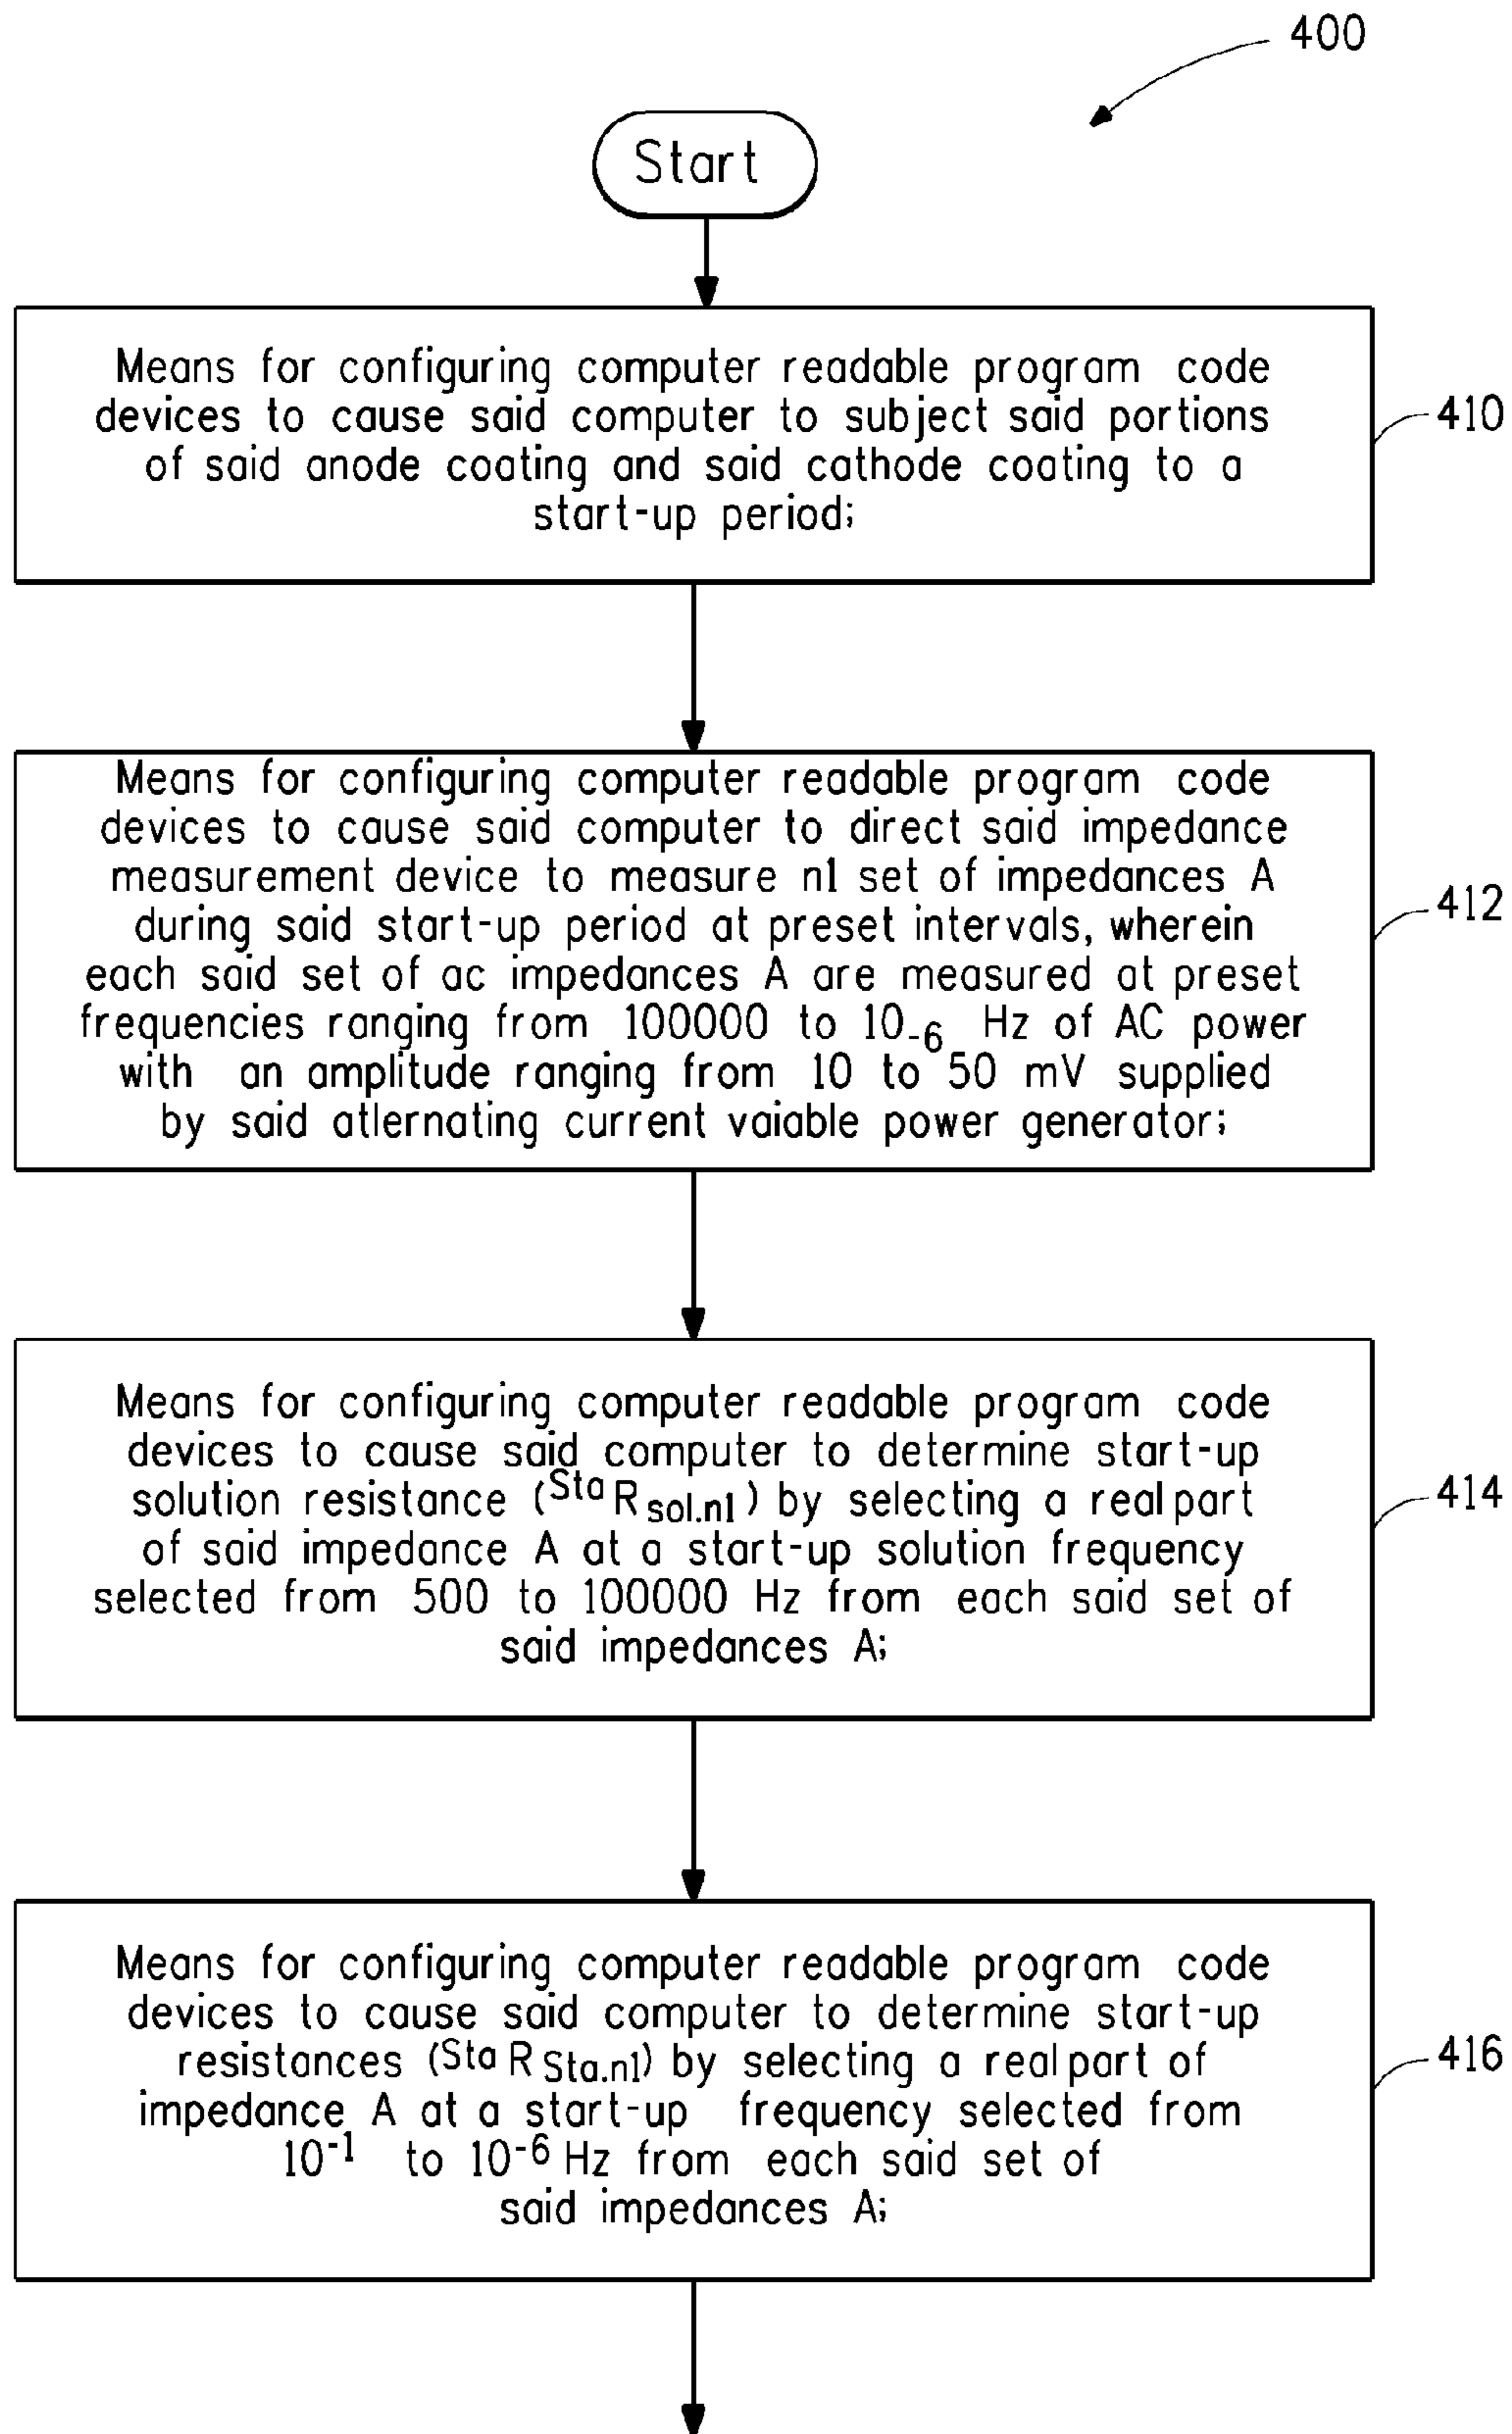 400
Start
Means for configuring computer readable program code
devices to cause said computer to subject said portions
of said anode coating and said cathode coating to a
start-up period;
410
Means for configuring computer readable program code
devices to cause said computer to direct said impedance
measurement device to measure n1 set of impedances A
during said start-up period at preset intervals, wherein
each said set of ac impedances A are measured at preset
frequencies ranging from 100000 to 10₋₆ Hz of AC power
with an amplitude ranging from 10 to 50 mV supplied
by said atlernating current vaiable power generator;
412
Means for configuring computer readable program code
devices to cause said computer to determine start-up
solution resistance (ᔆᵗᵃR sol.n1) by selecting a real part
of said impedance A at a start-up solution frequency
selected from 500 to 100000 Hz from each said set of
said impedances A;
414
Means for configuring computer readable program code
devices to cause said computer to determine start-up
resistances (ᔆᵗᵃR Sta.n1) by selecting a real part of
impedance A at a start-up frequency selected from
10⁻¹ to 10⁻⁶ Hz from each said set of
said impedances A;
416